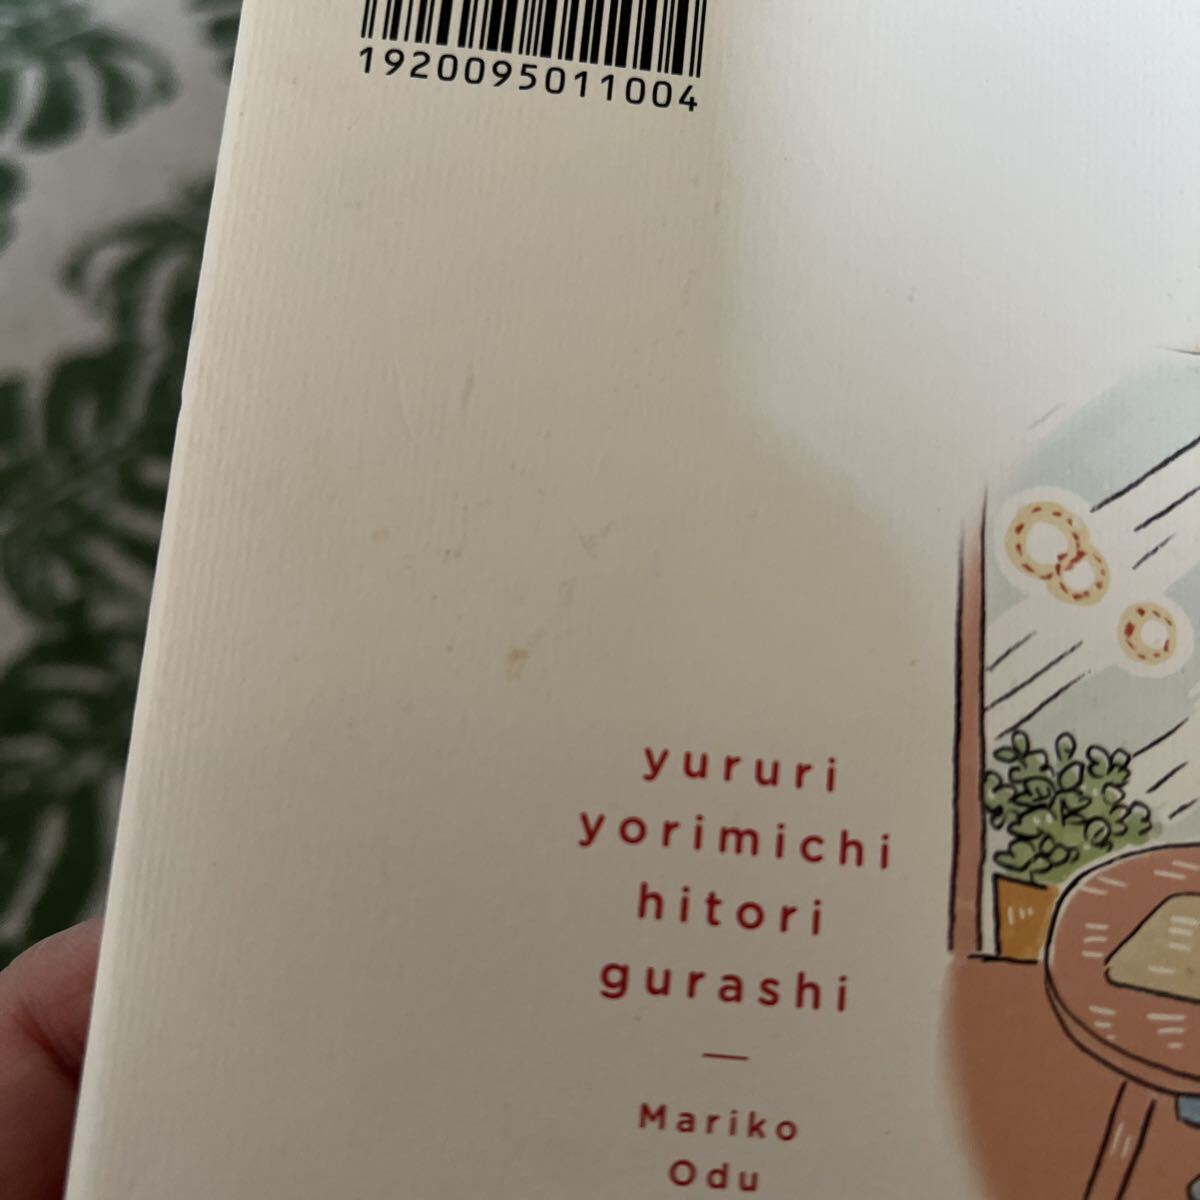 1920095011004
yururi
yorimichi
hitori
gurashi
Mariko
Odu